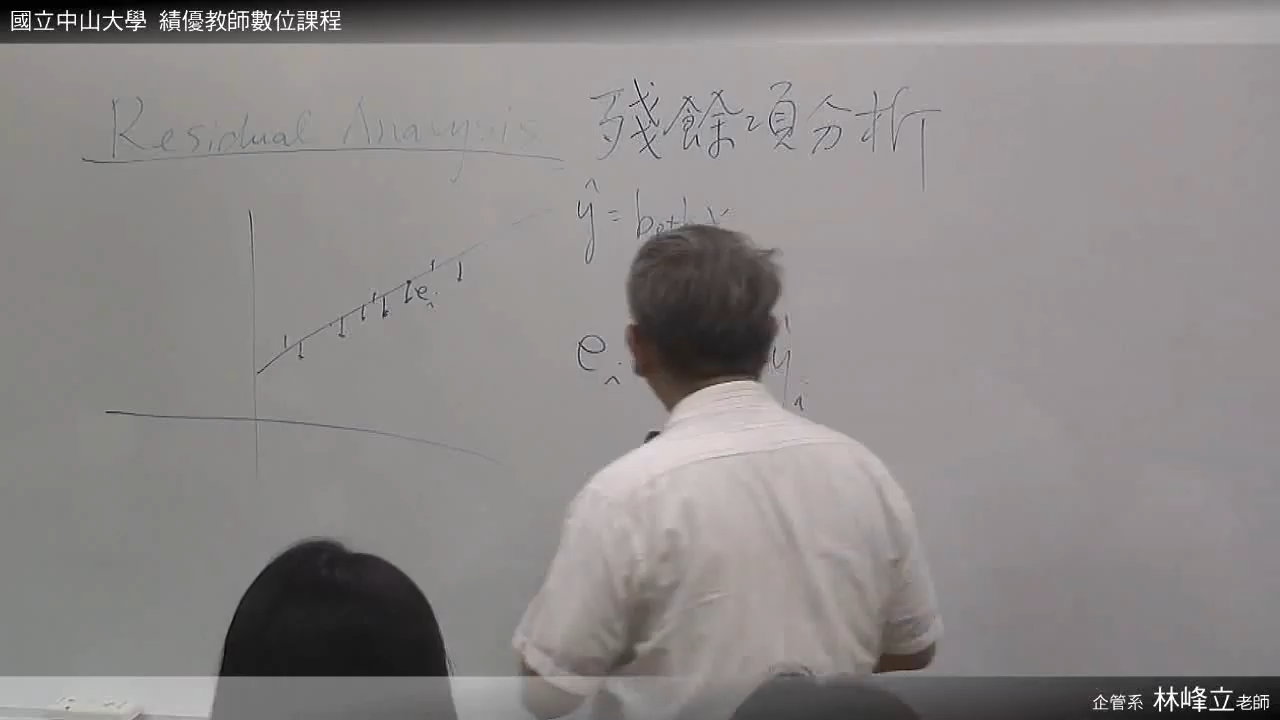 國立中山大學 績優教師數位課程
Residual Analysis 殘餘項分析
ŷ = b₀+b₁x
eᵢ
eᵢ yᵢ
企管系 林峰立老師